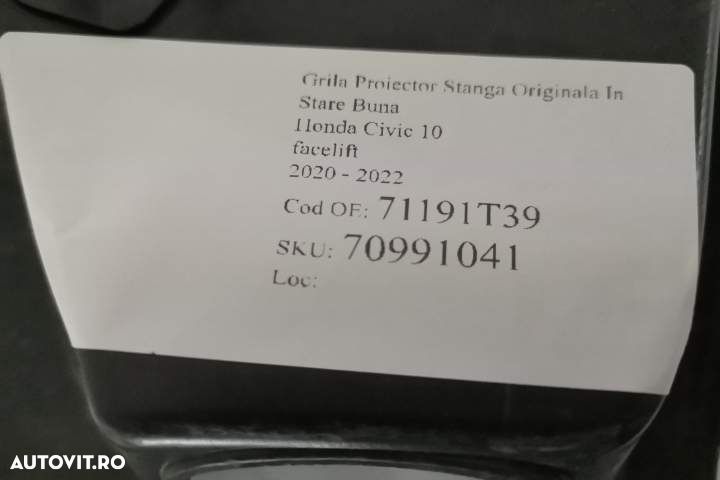 Grila Proiector Stanga Originala In
Stare Buna
Honda Civic 10
facelift
2020 - 2022
Cod OE: 71191T39
SKU: 70991041
Loc:
AUTOVIT.RO